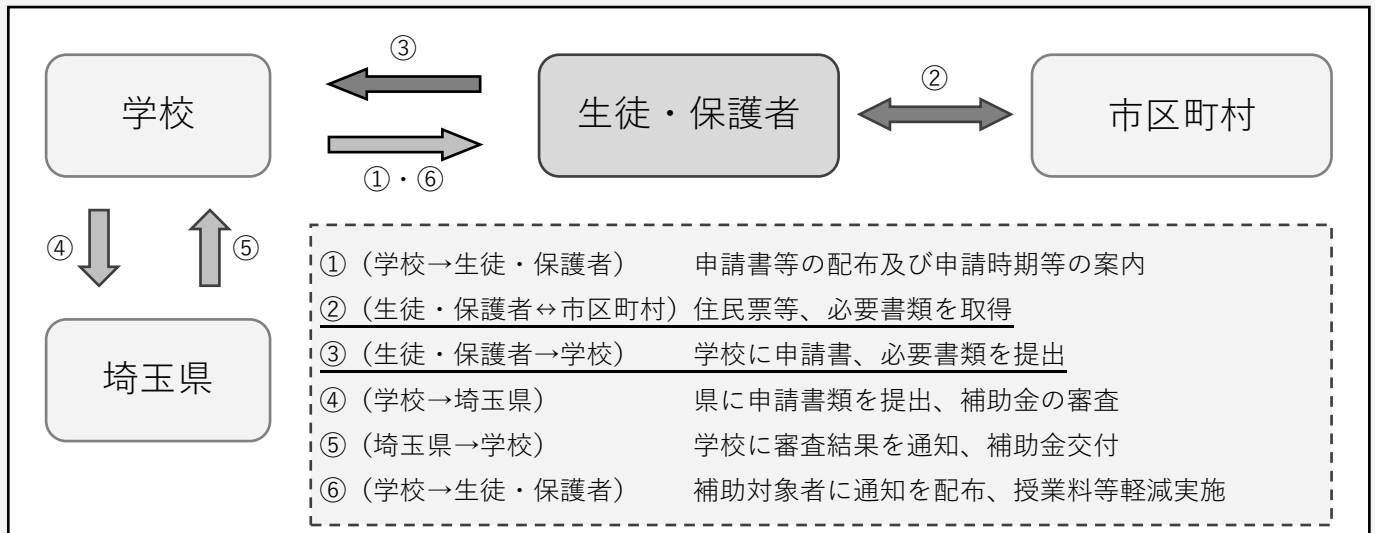 ③
学校
生徒・保護者
②
市区町村
①・⑥
④
⑤
埼玉県
①（学校→生徒・保護者）　申請書等の配布及び申請時期等の案内
②（生徒・保護者↔市区町村）住民票等、必要書類を取得
③（生徒・保護者→学校）　学校に申請書、必要書類を提出
④（学校→埼玉県）　県に申請書類を提出、補助金の審査
⑤（埼玉県→学校）　学校に審査結果を通知、補助金交付
⑥（学校→生徒・保護者）　補助対象者に通知を配布、授業料等軽減実施